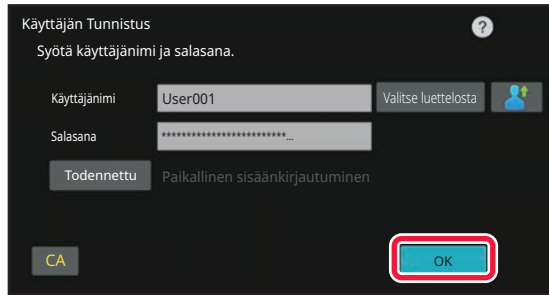 Käyttäjän Tunnistus
?
Syötä käyttäjänimi ja salasana.
Käyttäjänimi User001 Valitse luettelosta
Salasana **************************...
Todennettu Paikallinen sisäänkirjautuminen
CA OK